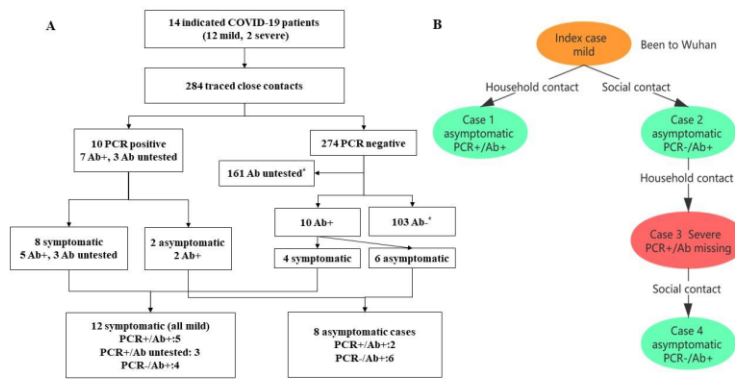 A
14 indicated COVID-19 patients
(12 mild, 2 severe)
284 traced close contacts
10 PCR positive
7 Ab+, 3 Ab untested
274 PCR negative
161 Ab untested*
10 Ab+
103 Ab-*
8 symptomatic
5 Ab+, 3 Ab untested
2 asymptomatic
2 Ab+
4 symptomatic
6 asymptomatic
12 symptomatic (all mild)
PCR+/Ab+:5
PCR+/Ab untested: 3
PCR-/Ab+:4
8 asymptomatic cases
PCR+/Ab+:2
PCR-/Ab+:6
B
Index case
mild
Been to Wuhan
Household contact
Social contact
Case 1
asymptomatic
PCR+/Ab+
Case 2
asymptomatic
PCR-/Ab+
Household contact
Case 3 Severe
PCR+/Ab missing
Social contact
Case 4
asymptomatic
PCR-/Ab+